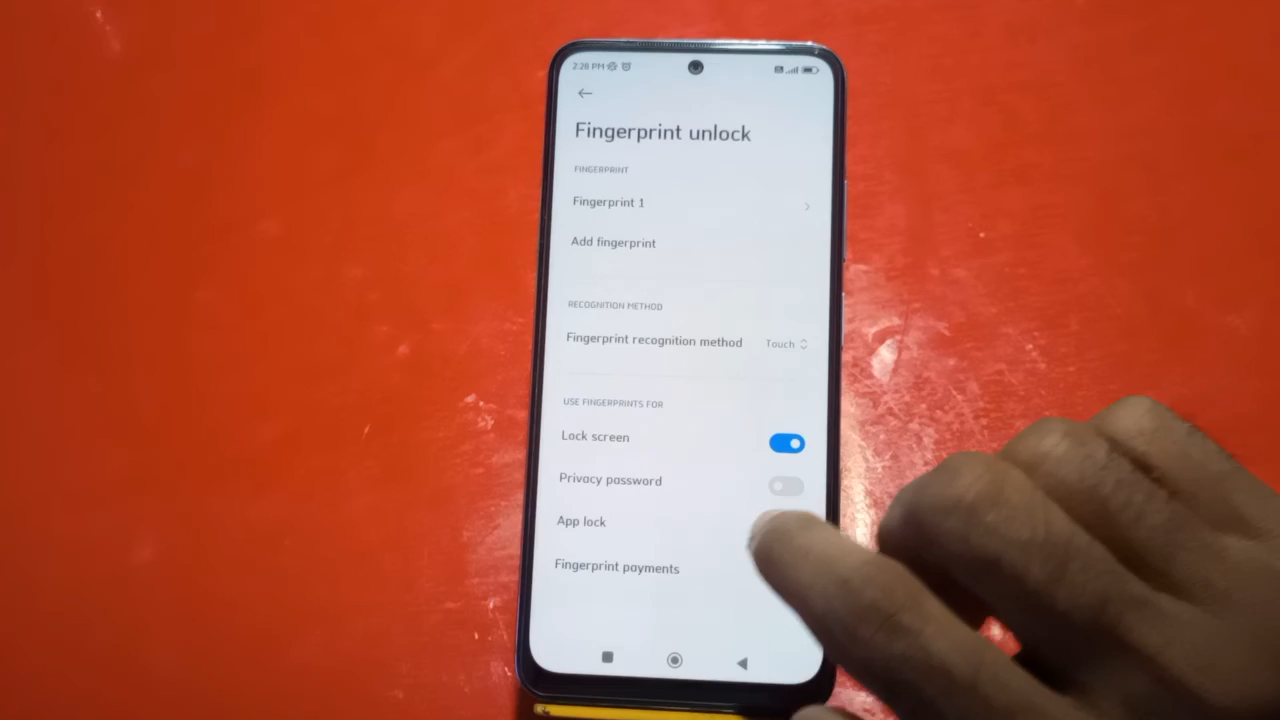 2:26 PM
Fingerprint unlock
FINGERPRINT
Fingerprint 1
Add fingerprint
RECOGNITION METHOD
Fingerprint recognition method Touch
USE FINGERPRINTS FOR
Lock screen
Privacy password
App lock
Fingerprint payments